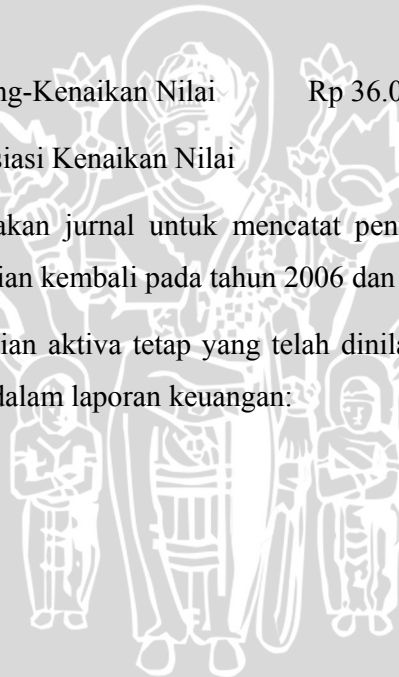 ng-Kenaikan Nilai Rp 36.0
siasi Kenaikan Nilai
akan jurnal untuk mencatat pen
ian kembali pada tahun 2006 dan
ian aktiva tetap yang telah dinila
dalam laporan keuangan: